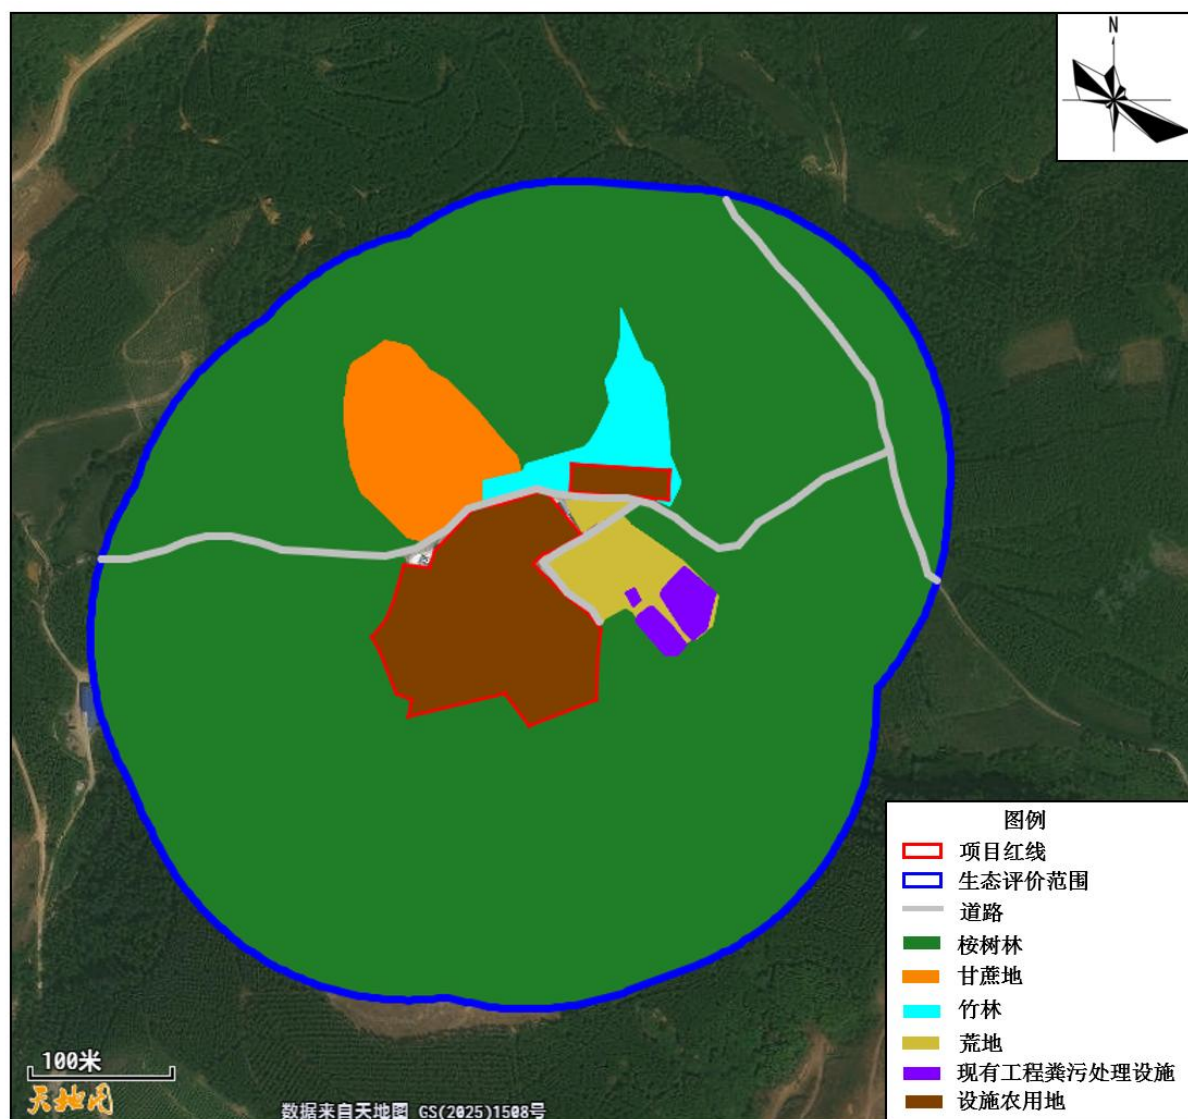 N
图例
项目红线
生态评价范围
道路
桉树林
甘蔗地
竹林
荒地
现有工程粪污处理设施
设施农用地
100米
天地图
数据来自天地图 GS(2025)1508号